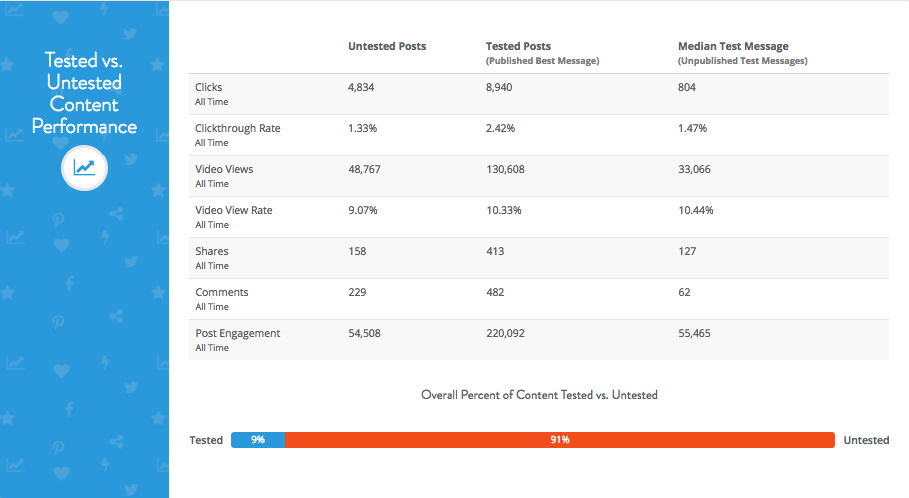 Tested vs.
Untested
Content
Performance
Untested Posts
Tested Posts
(Published Best Message)
Median Test Message
(Unpublished Test Messages)
Clicks
All Time
4,834
8,940
804
Clickthrough Rate
All Time
1.33%
2.42%
1.47%
Video Views
All Time
48,767
130,608
33,066
Video View Rate
All Time
9.07%
10.33%
10.44%
Shares
All Time
158
413
127
Comments
All Time
229
482
62
Post Engagement
All Time
54,508
220,092
55,465
Overall Percent of Content Tested vs. Untested
Tested
9%
91%
Untested